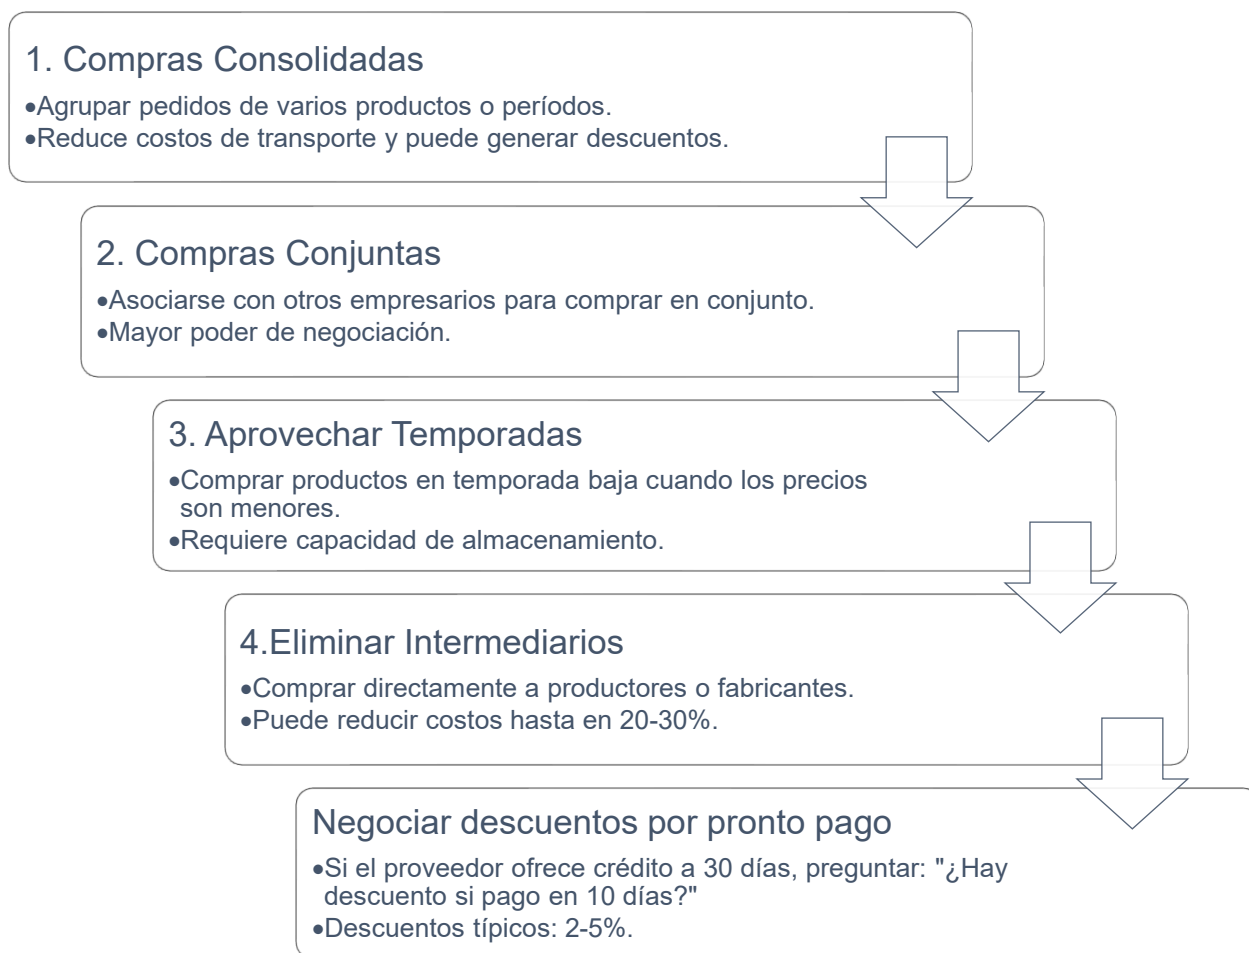 1. Compras Consolidadas
•Agrupar pedidos de varios productos o períodos.
•Reduce costos de transporte y puede generar descuentos.
2. Compras Conjuntas
•Asociarse con otros empresarios para comprar en conjunto.
•Mayor poder de negociación.
3. Aprovechar Temporadas
•Comprar productos en temporada baja cuando los precios
son menores.
•Requiere capacidad de almacenamiento.
4.Eliminar Intermediarios
•Comprar directamente a productores o fabricantes.
•Puede reducir costos hasta en 20-30%.
Negociar descuentos por pronto pago
•Si el proveedor ofrece crédito a 30 días, preguntar: "¿Hay
descuento si pago en 10 días?"
•Descuentos típicos: 2-5%.